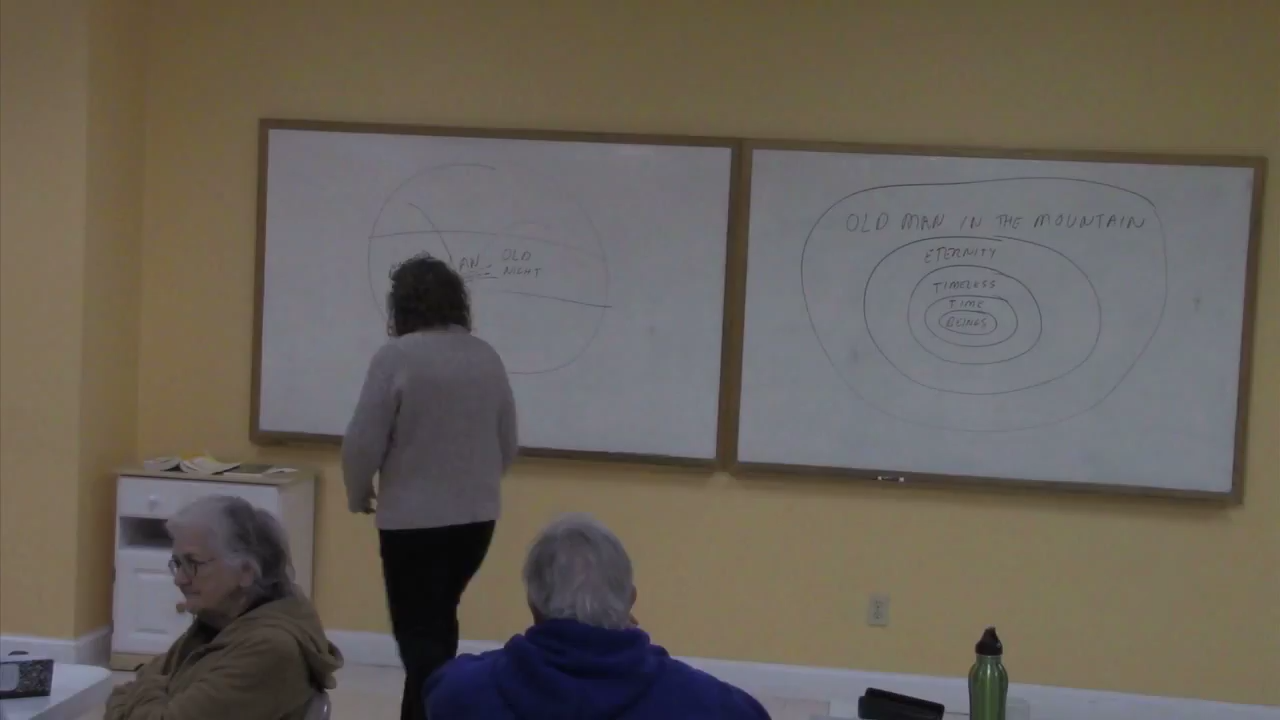 OLD
NIGHT
OLD MAN IN THE MOUNTAIN
ETERNITY
TIMELESS
TIME
BEINGS